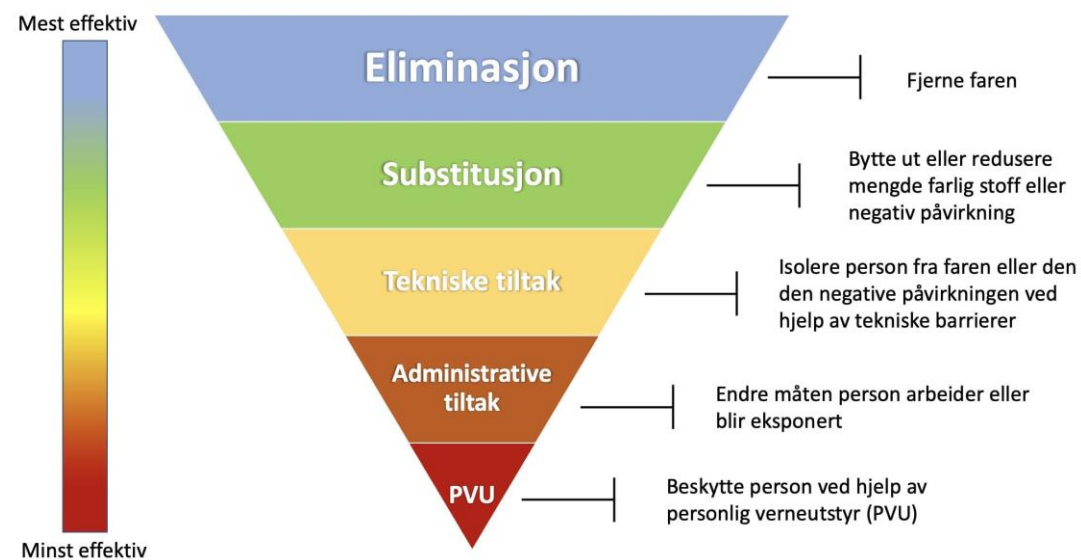 Mest effektiv
Eliminasjon
Fjerne faren
Substitusjon
Bytte ut eller redusere
mengde farlig stoff eller
negativ påvirkning
Tekniske tiltak
Isolere person fra faren eller den
den negative påvirkningen ved
hjelp av tekniske barrierer
Administrative
tiltak
Endre måten person arbeider eller
blir eksponert
PVU
Beskytte person ved hjelp av
personlig verneutstyr (PVU)
Minst effektiv